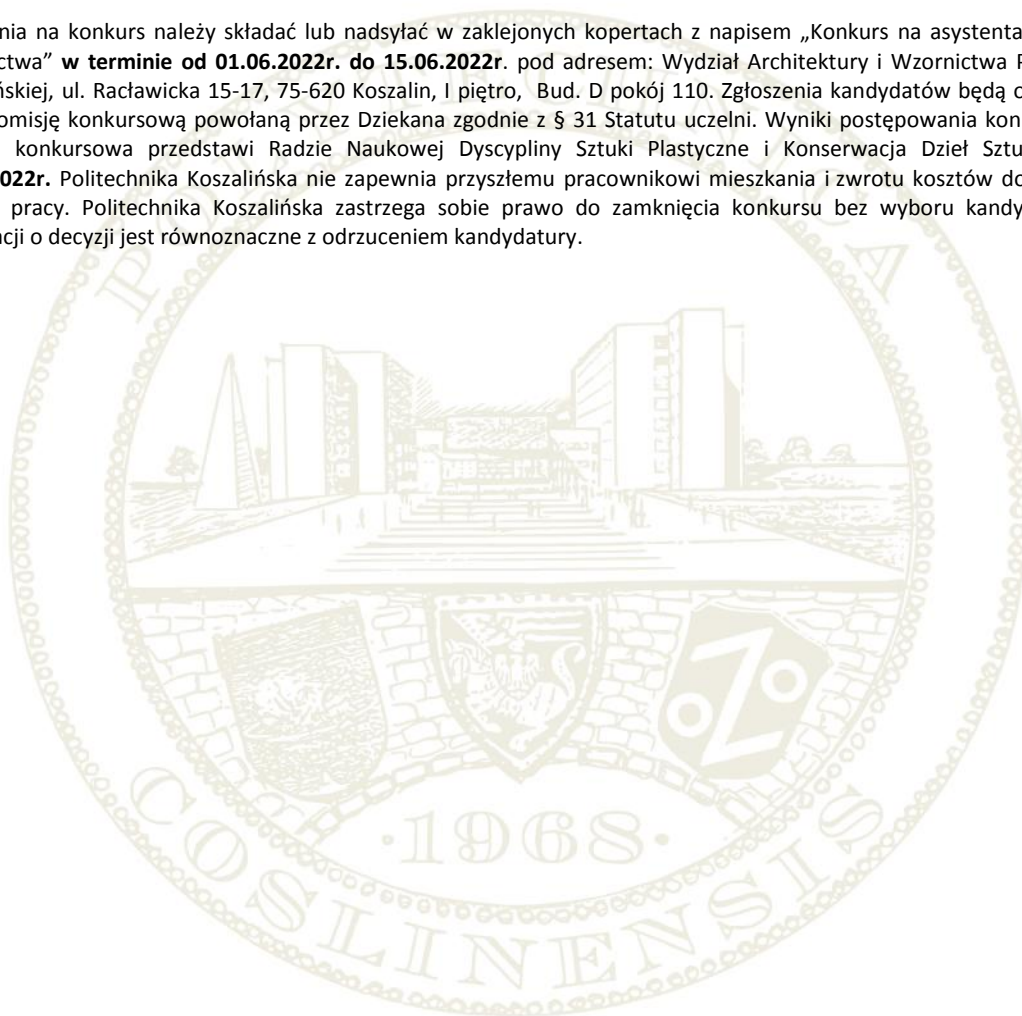 nia na konkurs należy składać lub nadsyłać w zaklejonych kopertach z napisem „Konkurs na asystenta
ctwa” w terminie od 01.06.2022r. do 15.06.2022r. pod adresem: Wydział Architektury i Wzornictwa P
ńskiej, ul. Racławicka 15-17, 75-620 Koszalin, I piętro, Bud. D pokój 110. Zgłoszenia kandydatów będą o
omisję konkursową powołaną przez Dziekana zgodnie z § 31 Statutu uczelni. Wyniki postępowania kon
konkursowa przedstawi Radzie Naukowej Dyscypliny Sztuki Plastyczne i Konserwacja Dzieł Sztu
022r. Politechnika Koszalińska nie zapewnia przyszłemu pracownikowi mieszkania i zwrotu kosztów do
pracy. Politechnika Koszalińska zastrzega sobie prawo do zamknięcia konkursu bez wyboru kandy
cji o decyzji jest równoznaczne z odrzuceniem kandydatury.
POLYTECHNICA
·1968·
COSLINENSIS